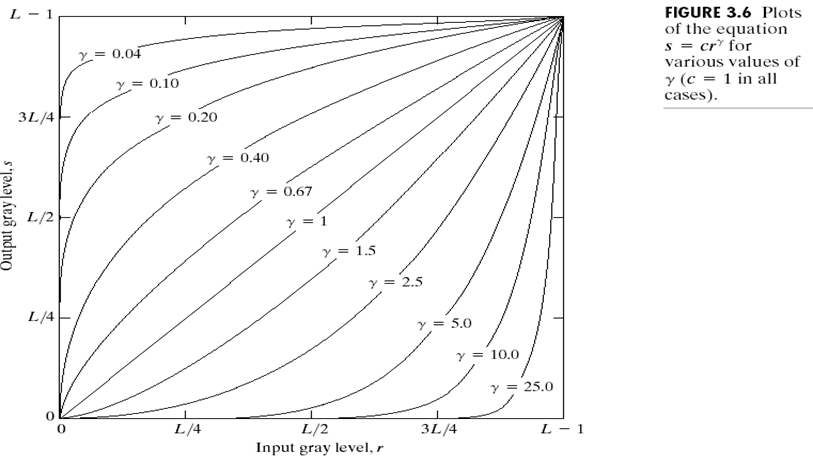 L − 1
3L/4
L/2
L/4
0
Output gray level, s
γ = 0.04
γ = 0.10
γ = 0.20
γ = 0.40
γ = 0.67
γ = 1
γ = 1.5
γ = 2.5
γ = 5.0
γ = 10.0
γ = 25.0
0 L/4 L/2 3L/4 L − 1
Input gray level, r
FIGURE 3.6 Plots
of the equation
s = crᵞ for
various values of
γ (c = 1 in all
cases).